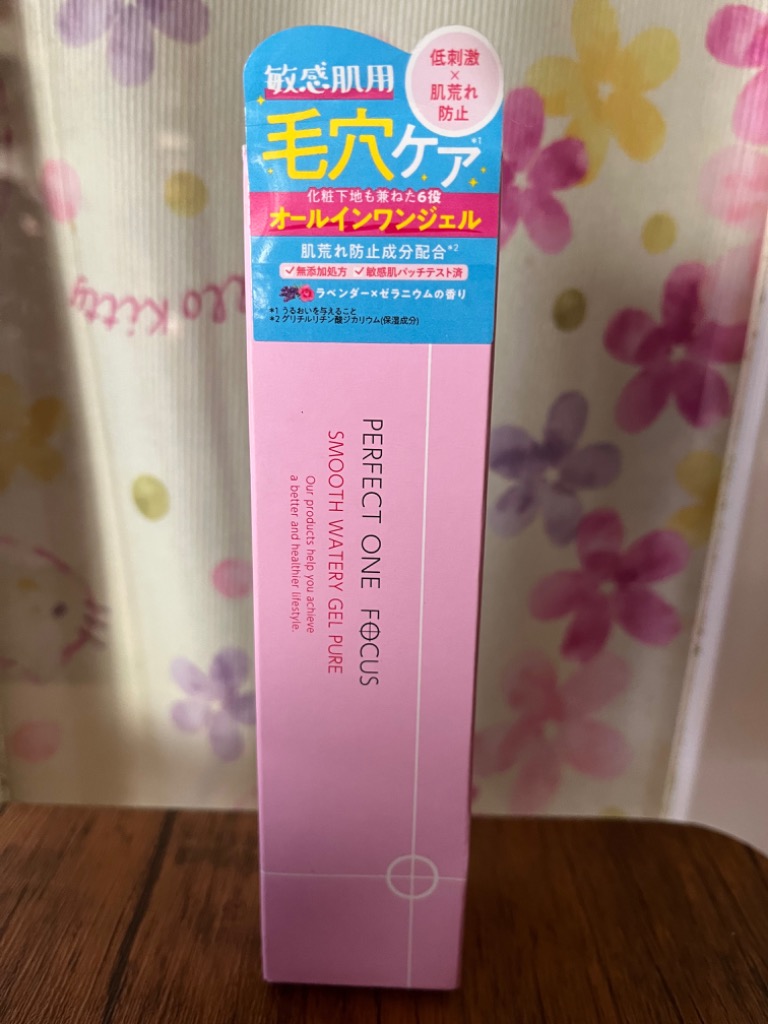 敏感肌用
低刺激
×
肌荒れ
防止
毛穴ケア*1
化粧下地も兼ねた6役
オールインワンジェル
肌荒れ防止成分配合*2
✓無添加処方 ✓敏感肌パッチテスト済
ラベンダー×ゼラニウムの香り
*1 うるおいを与えること
*2 グリチルリチン酸ジカリウム(保湿成分)
PERFECT ONE FOCUS
SMOOTH WATERY GEL PURE
Our products help you achieve
a better and healthier lifestyle.
llo Kitty